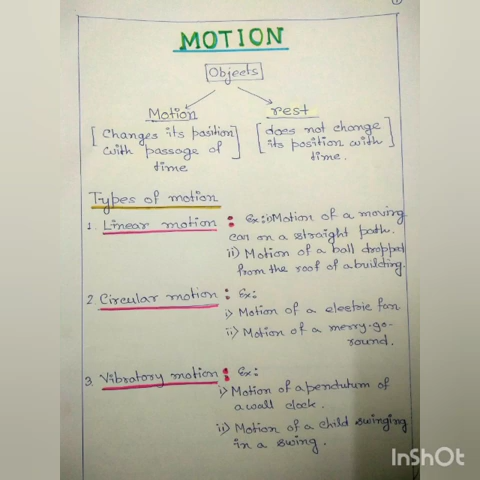 MOTION
Objects
Motion rest
[ Changes its position [ does not change
with passage of its position with
time ] time. ]
Types of motion
1. Linear motion : Ex:i) Motion of a moving
car on a straight path.
ii) Motion of a ball dropped
from the roof of a building.
2. Circular motion : Ex:
i) Motion of a electric fan
ii) Motion of a merry-go-
round.
3. Vibratory motion : Ex:
i) Motion of a pendutum of
a wall clock.
ii) Motion of a child swinging
in a swing.
InShOt